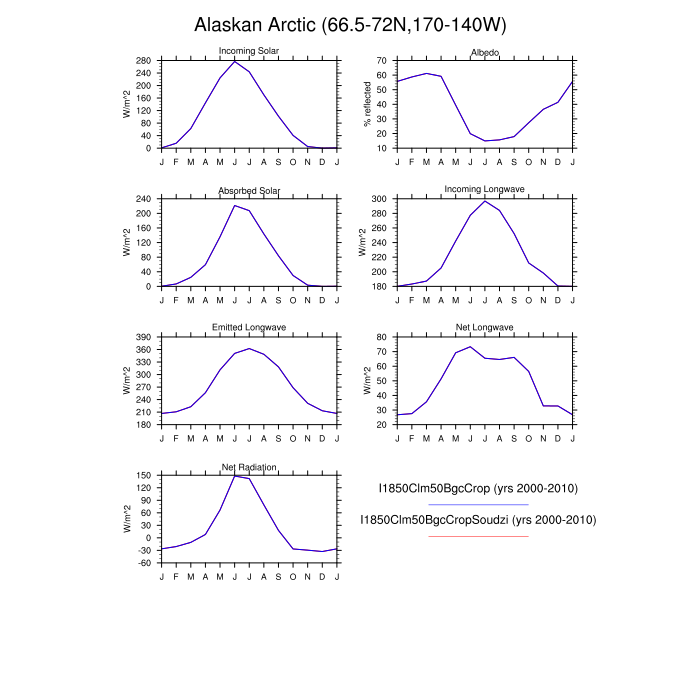 Alaskan Arctic (66.5-72N,170-140W)
Incoming Solar
W/m^2
280
240
200
160
120
80
40
0
J F M A M J J A S O N D J
Albedo
% reflected
70
60
50
40
30
20
10
J F M A M J J A S O N D J
Absorbed Solar
W/m^2
240
200
160
120
80
40
0
J F M A M J J A S O N D J
Incoming Longwave
W/m^2
300
280
260
240
220
200
180
J F M A M J J A S O N D J
Emitted Longwave
W/m^2
390
360
330
300
270
240
210
180
J F M A M J J A S O N D J
Net Longwave
W/m^2
80
70
60
50
40
30
20
J F M A M J J A S O N D J
Net Radiation
W/m^2
150
120
90
60
30
0
-30
-60
J F M A M J J A S O N D J
I1850Clm50BgcCrop (yrs 2000-2010)
I1850Clm50BgcCropSoudzi (yrs 2000-2010)